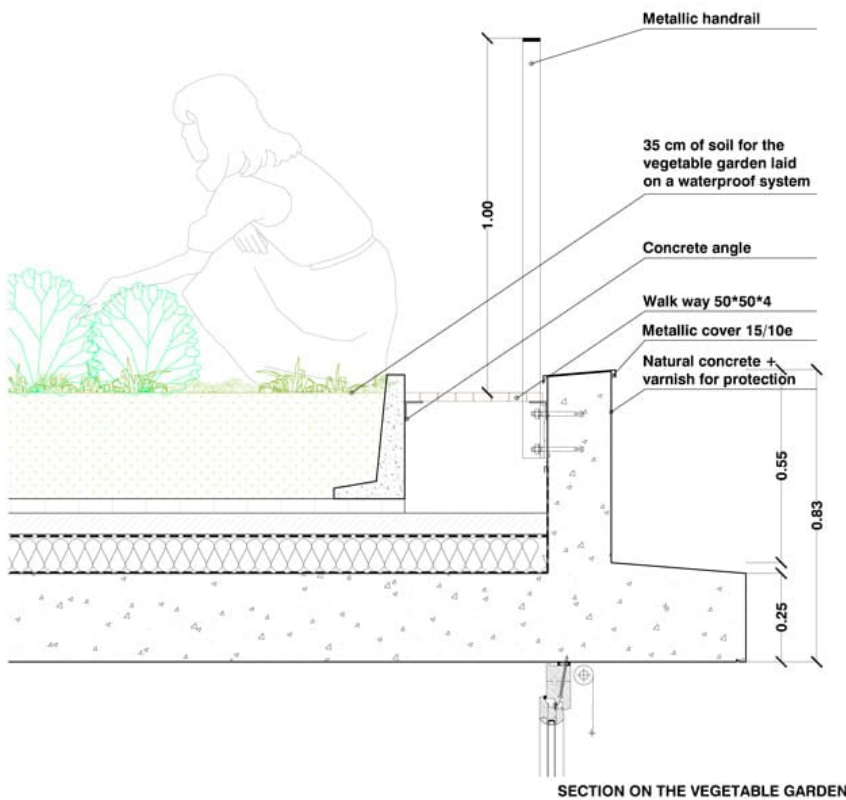 Metallic handrail
35 cm of soil for the
vegetable garden laid
on a waterproof system
1.00
Concrete angle
Walk way 50*50*4
Metallic cover 15/10e
Natural concrete +
varnish for protection
0.55
0.83
0.25
SECTION ON THE VEGETABLE GARDEN